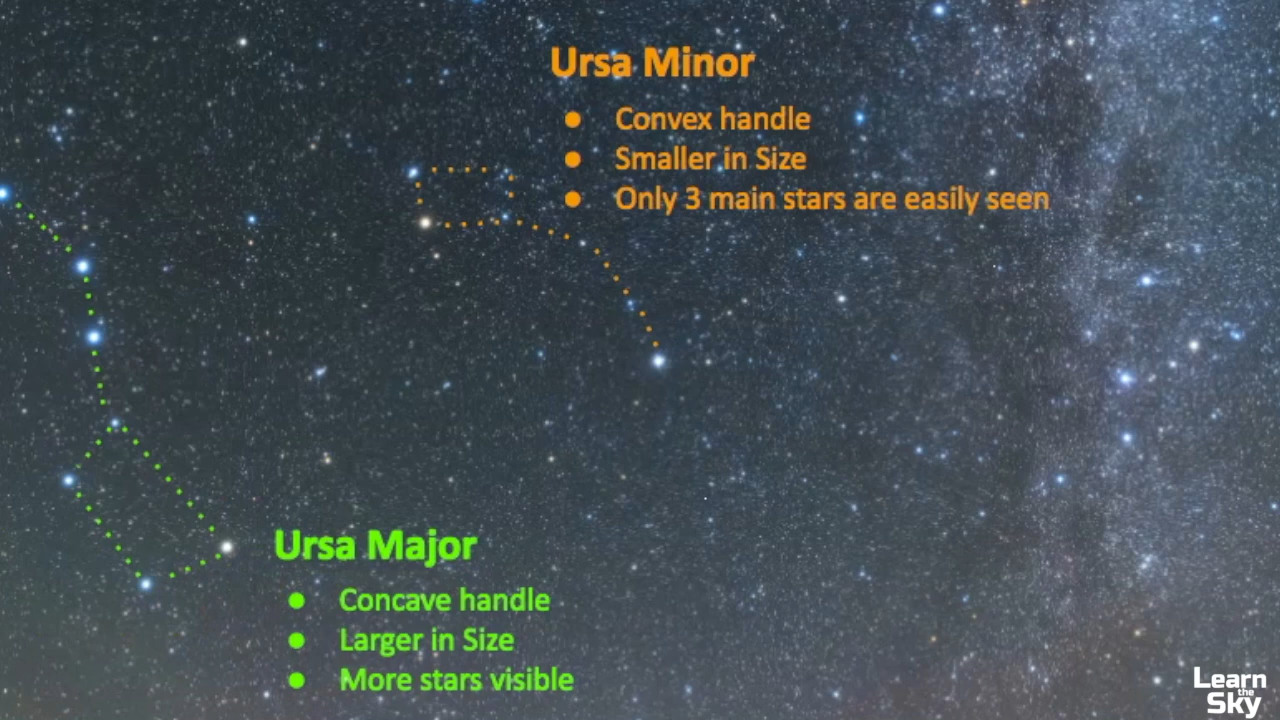 Ursa Minor
● Convex handle
● Smaller in Size
● Only 3 main stars are easily seen
Ursa Major
● Concave handle
● Larger in Size
● More stars visible
Learn
the
Sky